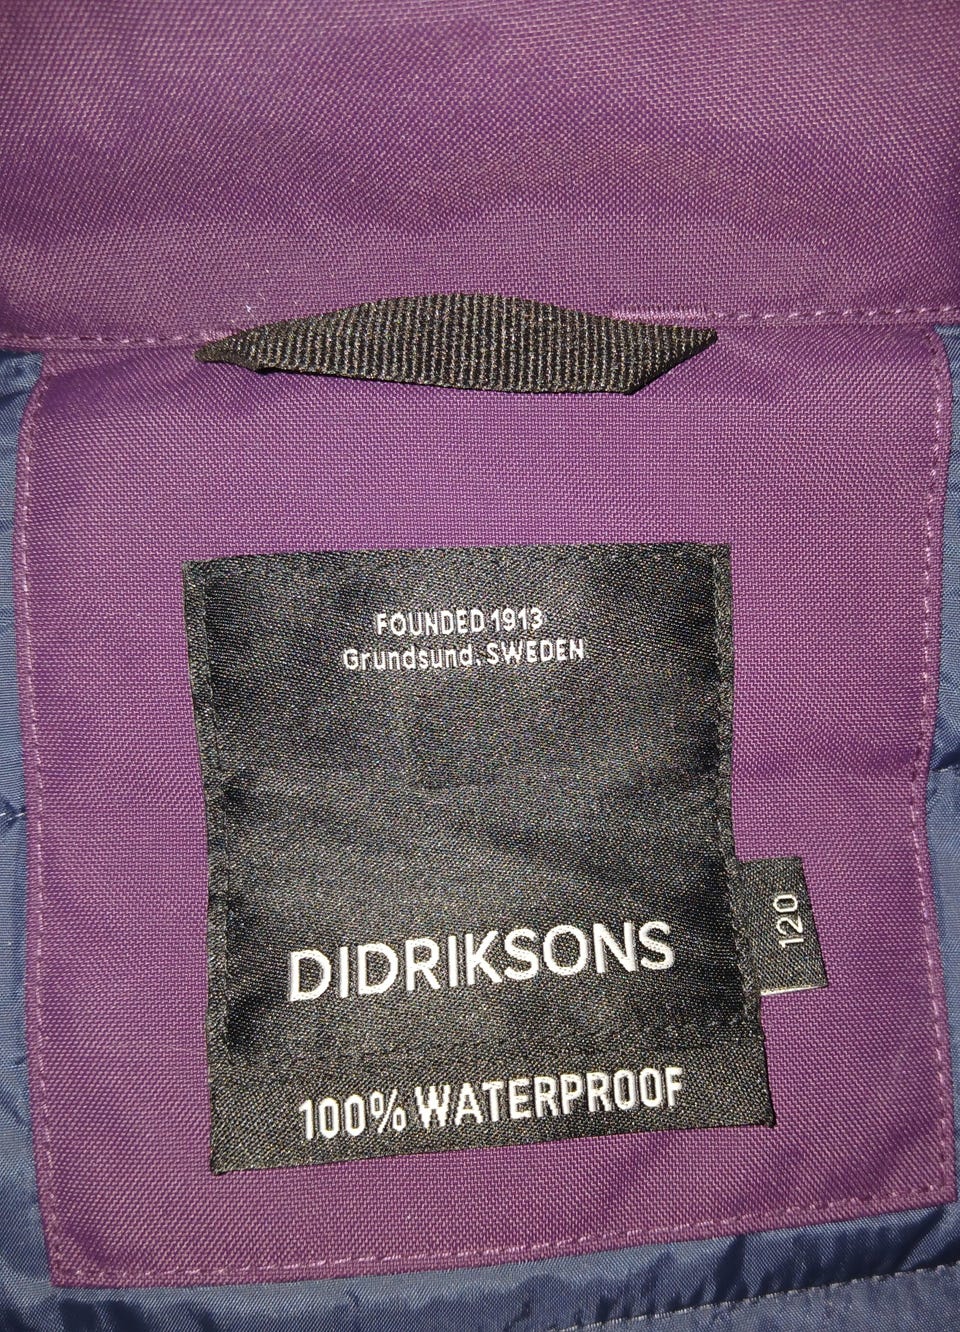 FOUNDED 1913
Grundsund, SWEDEN
DIDRIKSONS
120
100% WATERPROOF